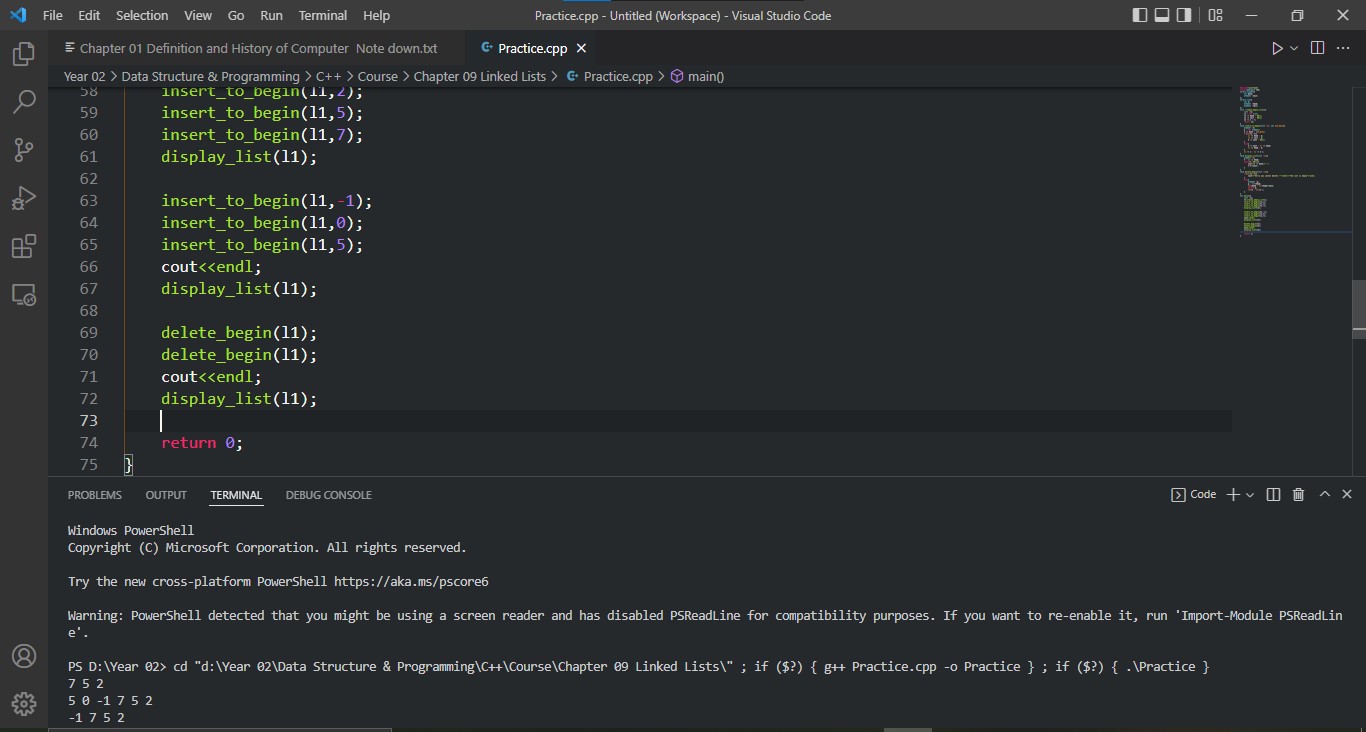 File Edit Selection View Go Run Terminal Help Practice.cpp - Untitled (Workspace) - Visual Studio Code
Chapter 01 Definition and History of Computer Note down.txt Practice.cpp
Year 02 > Data Structure & Programming > C++ > Course > Chapter 09 Linked Lists > Practice.cpp > main()
58 insert_to_begin(l1,2);
59 insert_to_begin(l1,5);
60 insert_to_begin(l1,7);
61 display_list(l1);
62
63 insert_to_begin(l1,-1);
64 insert_to_begin(l1,0);
65 insert_to_begin(l1,5);
66 cout<<endl;
67 display_list(l1);
68
69 delete_begin(l1);
70 delete_begin(l1);
71 cout<<endl;
72 display_list(l1);
73
74 return 0;
75 }
PROBLEMS OUTPUT TERMINAL DEBUG CONSOLE Code
Windows PowerShell
Copyright (C) Microsoft Corporation. All rights reserved.
Try the new cross-platform PowerShell https://aka.ms/pscore6
Warning: PowerShell detected that you might be using a screen reader and has disabled PSReadLine for compatibility purposes. If you want to re-enable it, run 'Import-Module PSReadLin
e'.
PS D:\Year 02> cd "d:\Year 02\Data Structure & Programming\C++\Course\Chapter 09 Linked Lists\" ; if ($?) { g++ Practice.cpp -o Practice } ; if ($?) { .\Practice }
7 5 2
5 0 -1 7 5 2
-1 7 5 2